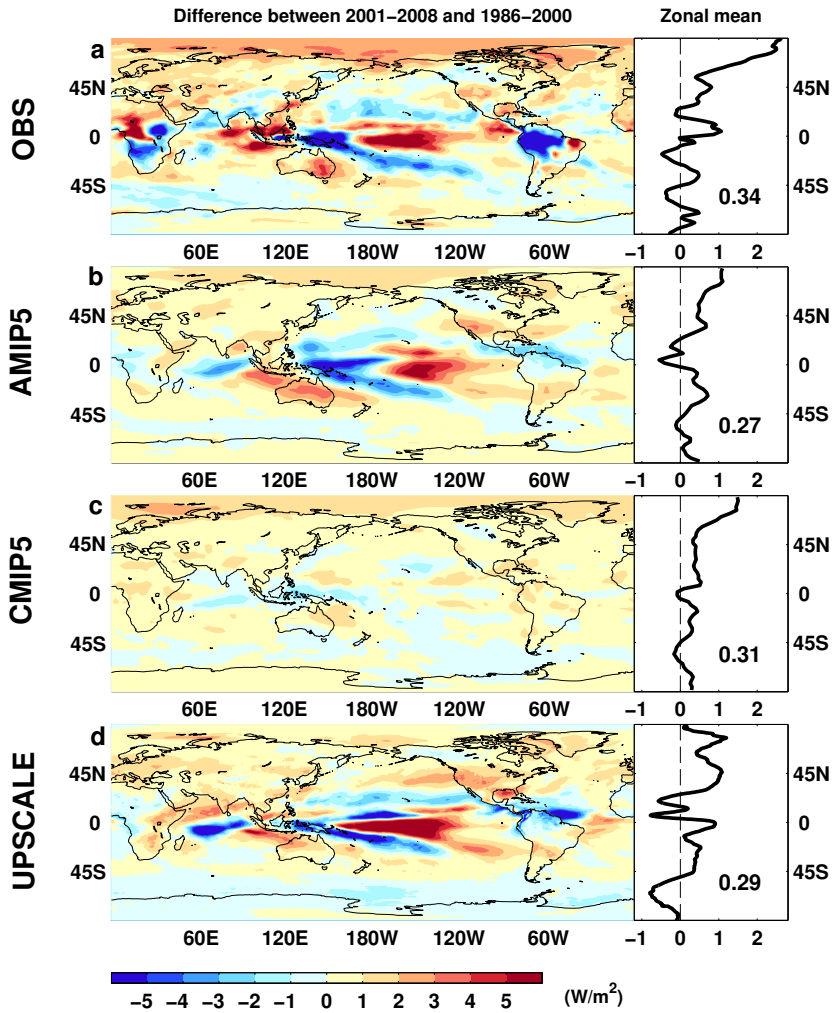 Difference between 2001−2008 and 1986−2000 Zonal mean
OBS
a
45N
0
45S
60E 120E 180W 120W 60W
0.34
45N
0
45S
−1 0 1 2
AMIP5
b
45N
0
45S
60E 120E 180W 120W 60W
0.27
45N
0
45S
−1 0 1 2
CMIP5
c
45N
0
45S
60E 120E 180W 120W 60W
0.31
45N
0
45S
−1 0 1 2
UPSCALE
d
45N
0
45S
60E 120E 180W 120W 60W
0.29
45N
0
45S
−1 0 1 2
−5 −4 −3 −2 −1 0 1 2 3 4 5 (W/m²)